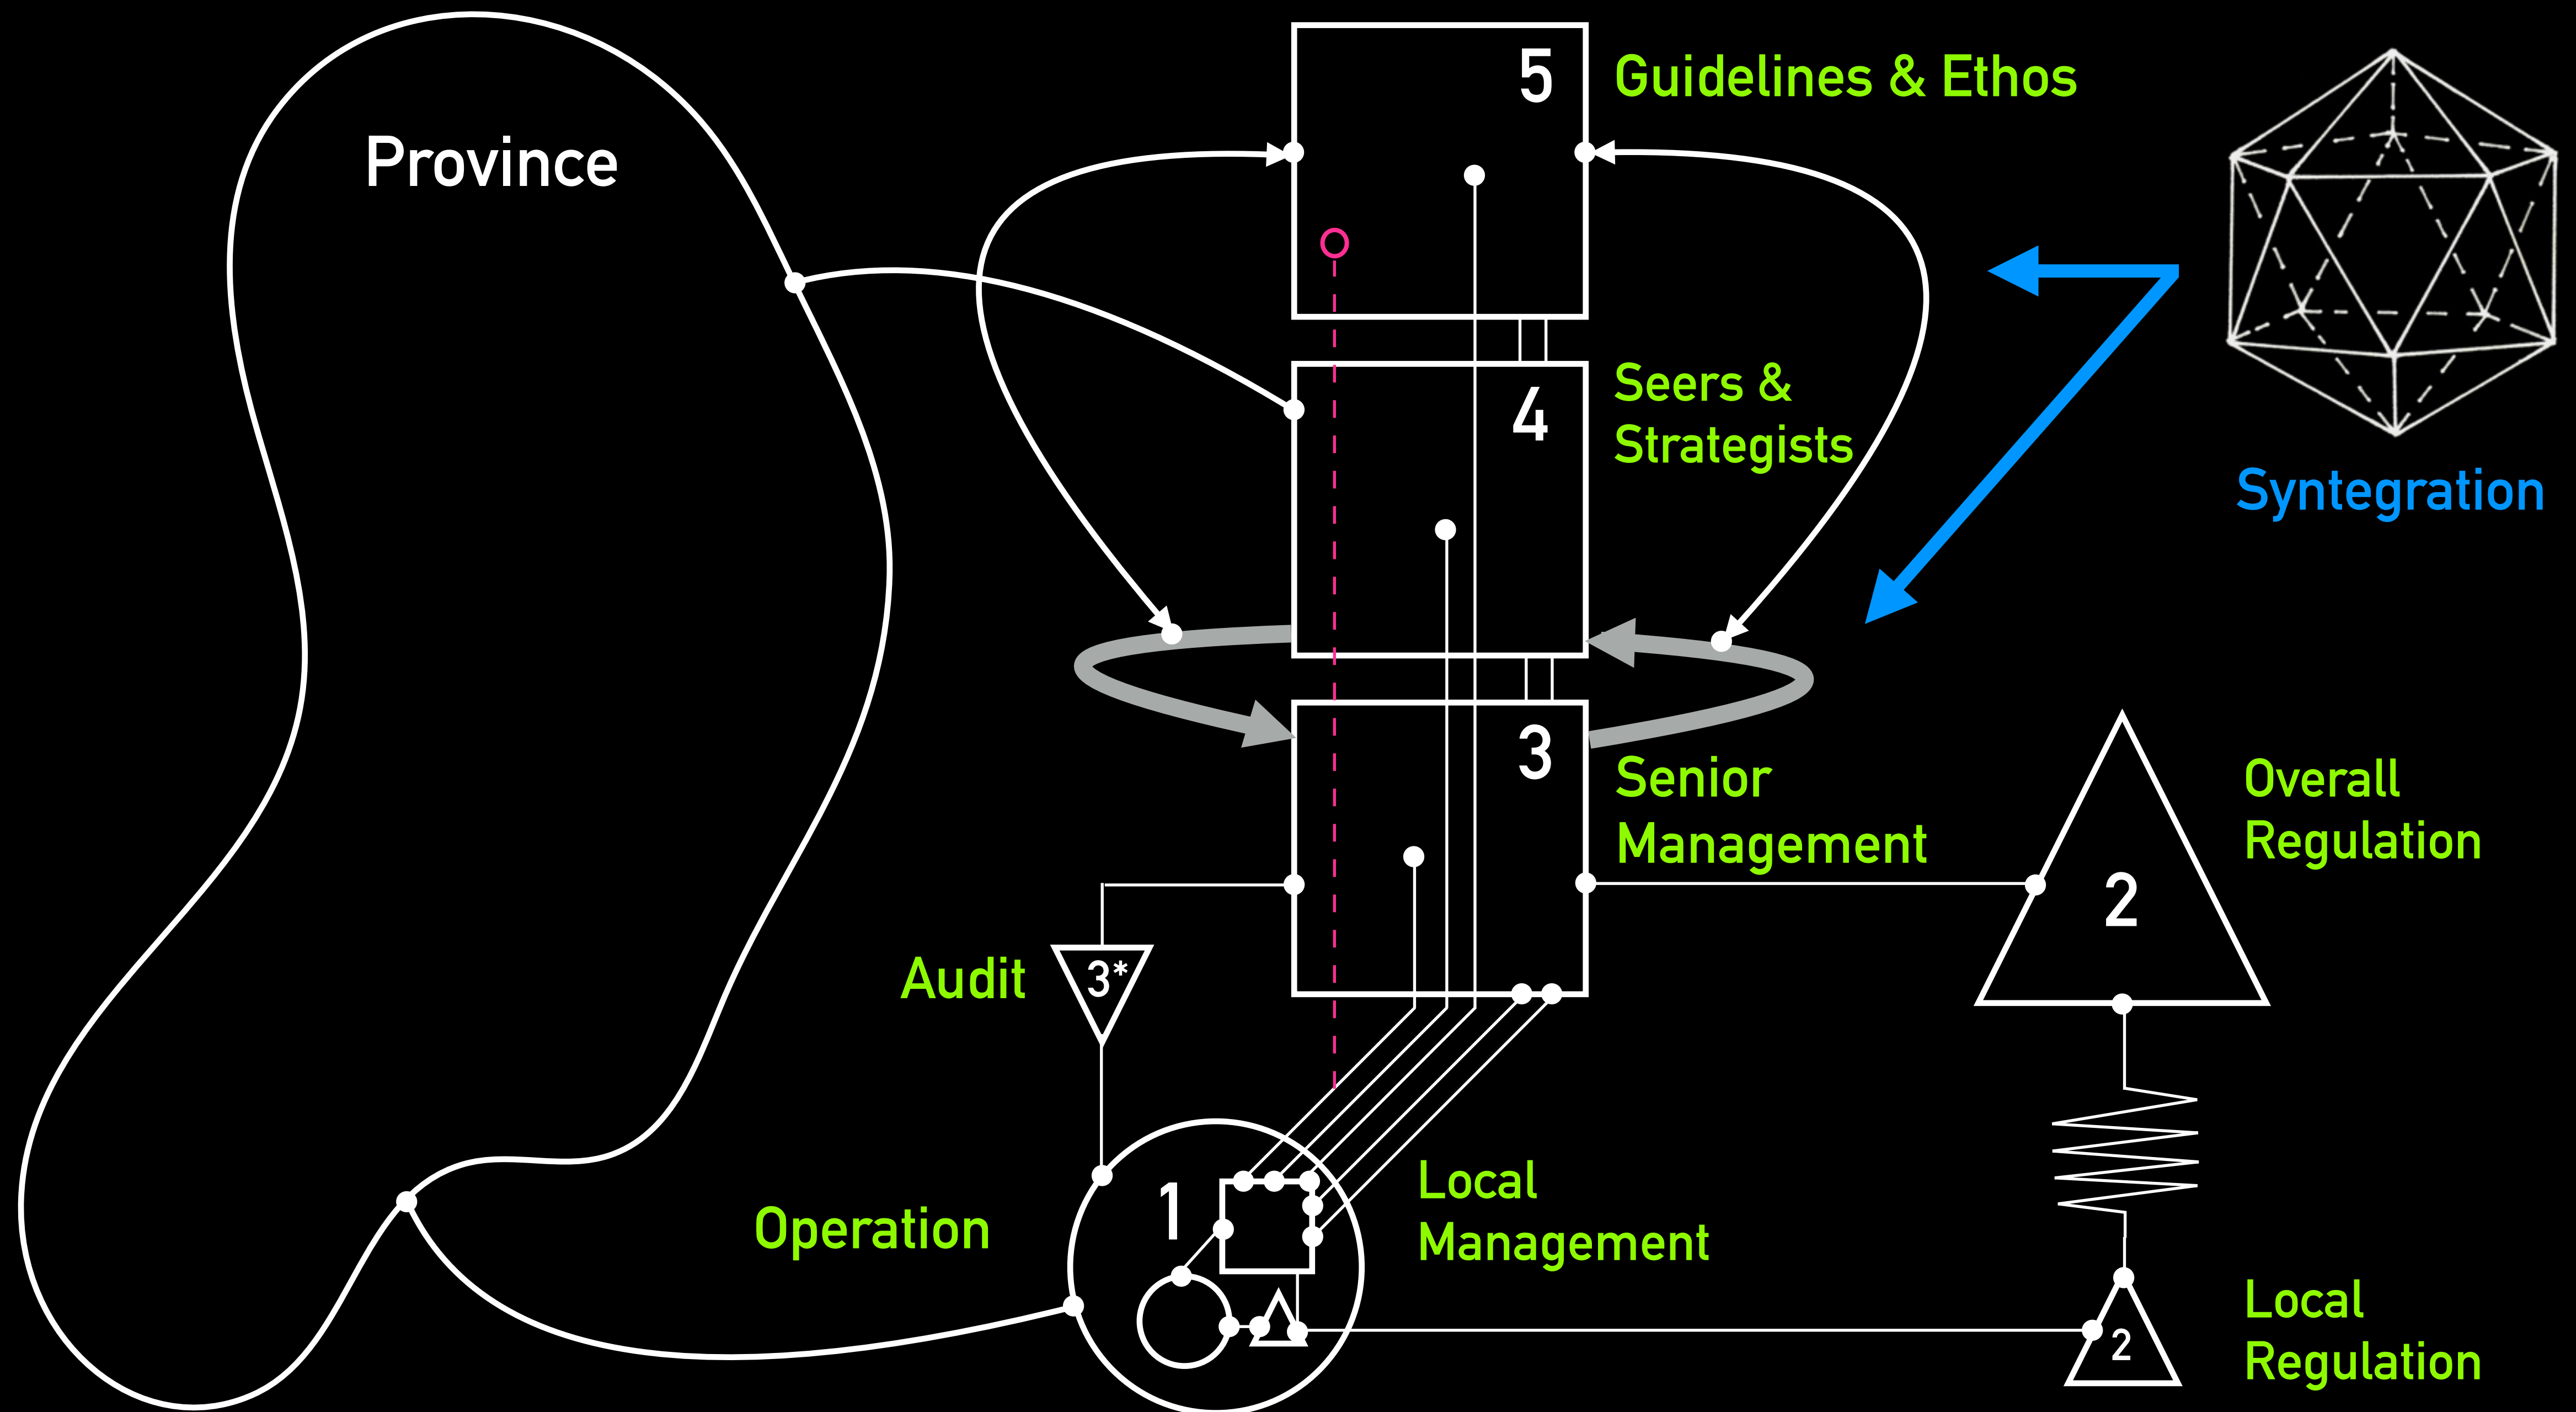 Province
5
Guidelines & Ethos
4
Seers &
Strategists
Syntegration
3
Senior
Management
2
Overall
Regulation
Audit
3*
Operation
1
Local
Management
2
Local
Regulation